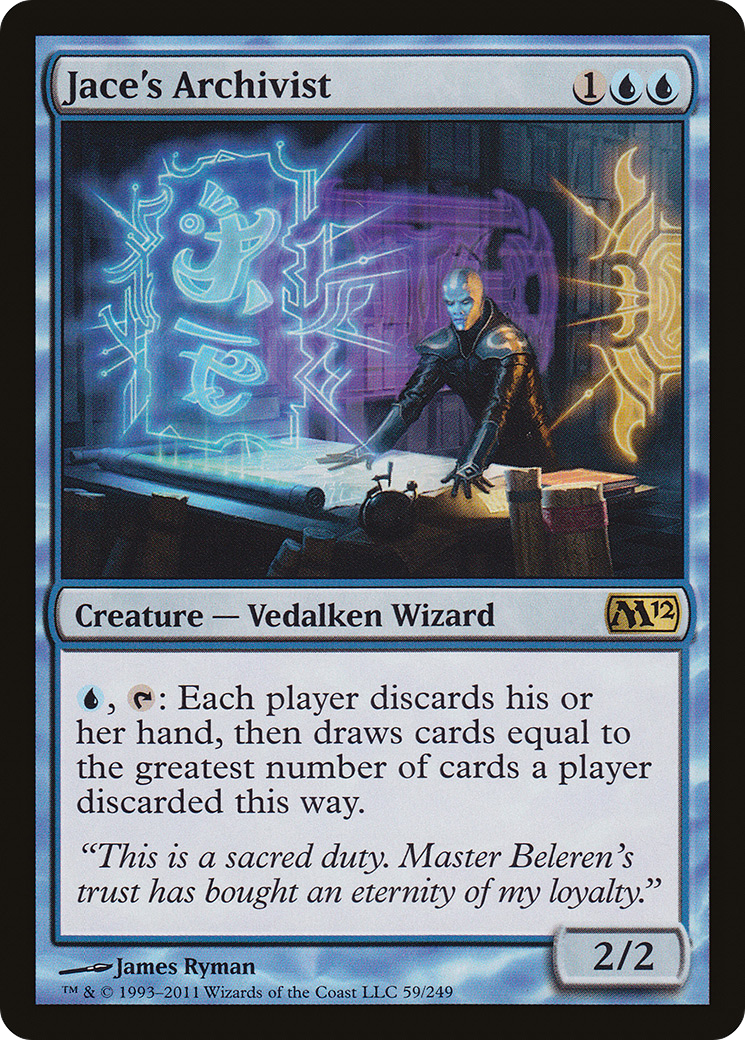 Jace's Archivist 1
Creature — Vedalken Wizard M12
, : Each player discards his or
her hand, then draws cards equal to
the greatest number of cards a player
discarded this way.
“This is a sacred duty. Master Beleren’s
trust has bought an eternity of my loyalty.”
2/2
James Ryman
™ & © 1993–2011 Wizards of the Coast LLC 59/249